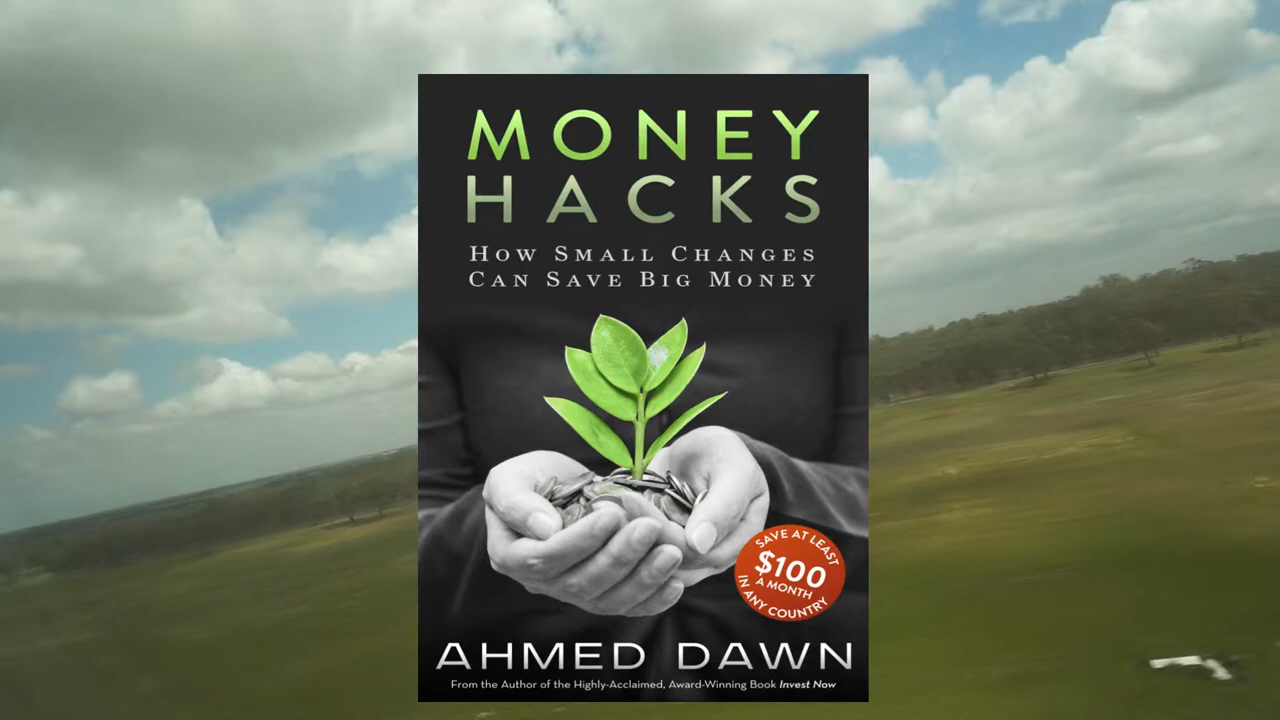 MONEY
HACKS
HOW SMALL CHANGES
CAN SAVE BIG MONEY
SAVE AT LEAST
$100
A MONTH
IN ANY COUNTRY
AHMED DAWN
From the Author of the Highly-Acclaimed, Award-Winning Book Invest Now